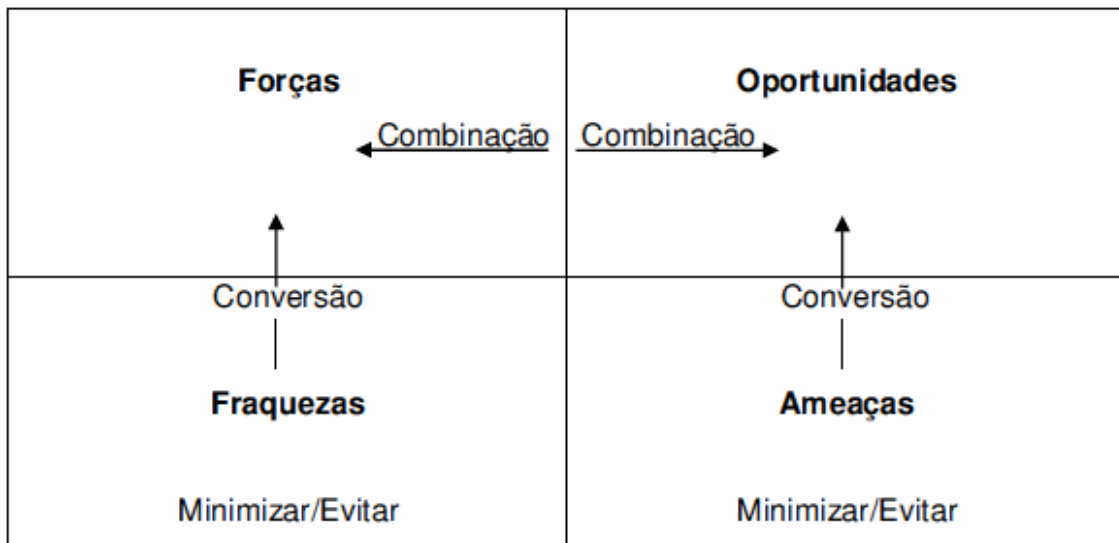 Forças
Oportunidades
Combinação
Combinação
Conversão
Conversão
Fraquezas
Ameaças
Minimizar/Evitar
Minimizar/Evitar